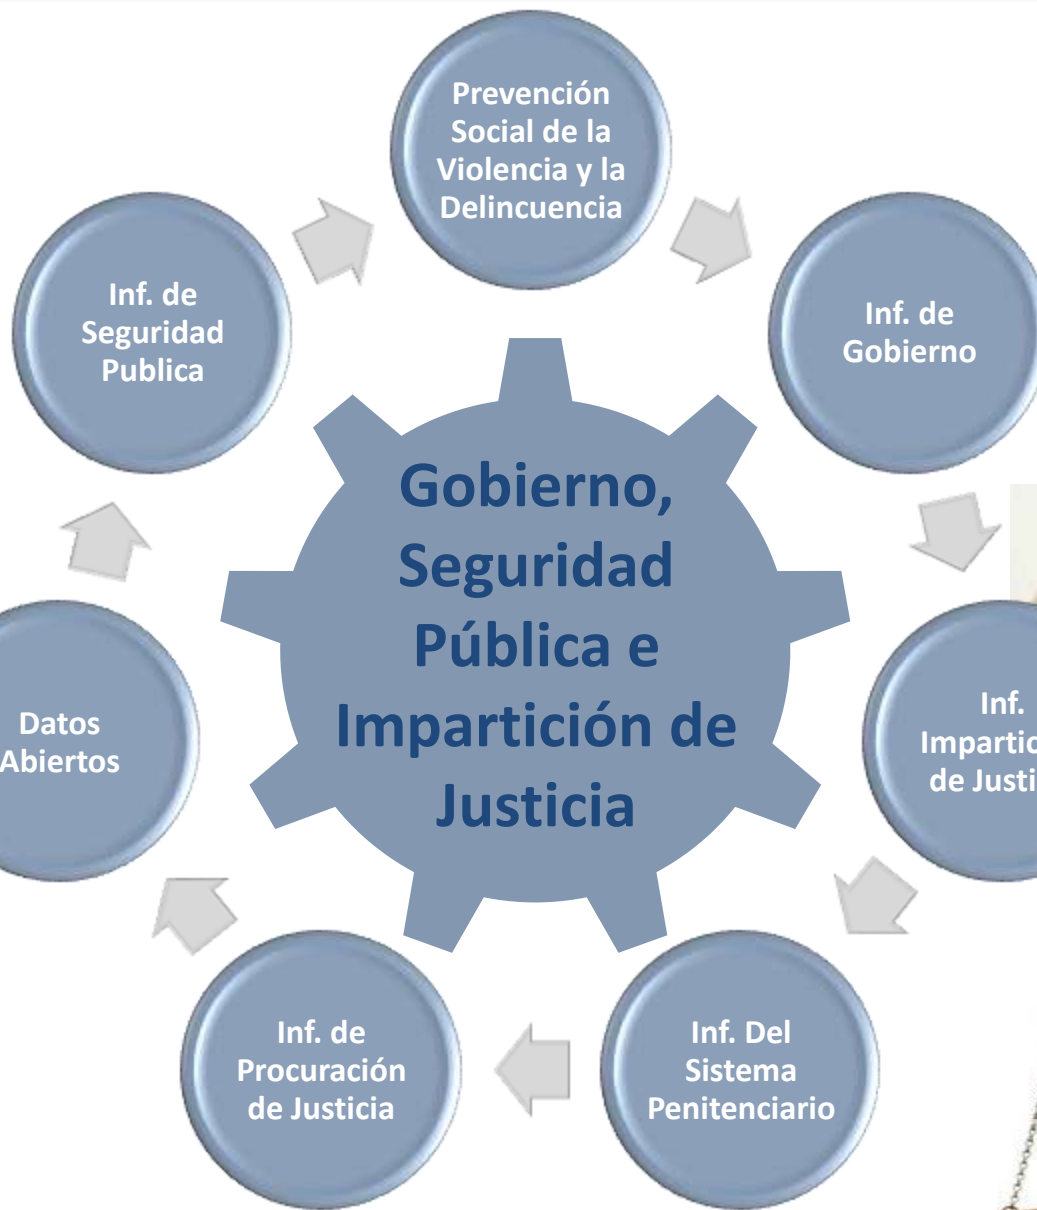 Prevención
Social de la
Violencia y la
Delincuencia
Inf. de
Gobierno
Inf.
de
Inf. Del
Sistema
Penitenciario
Inf. de
Procuración
de Justicia
Datos
Abiertos
Inf. de
Seguridad
Publica
Gobierno,
Seguridad
Pública e
Impartición de
Justicia